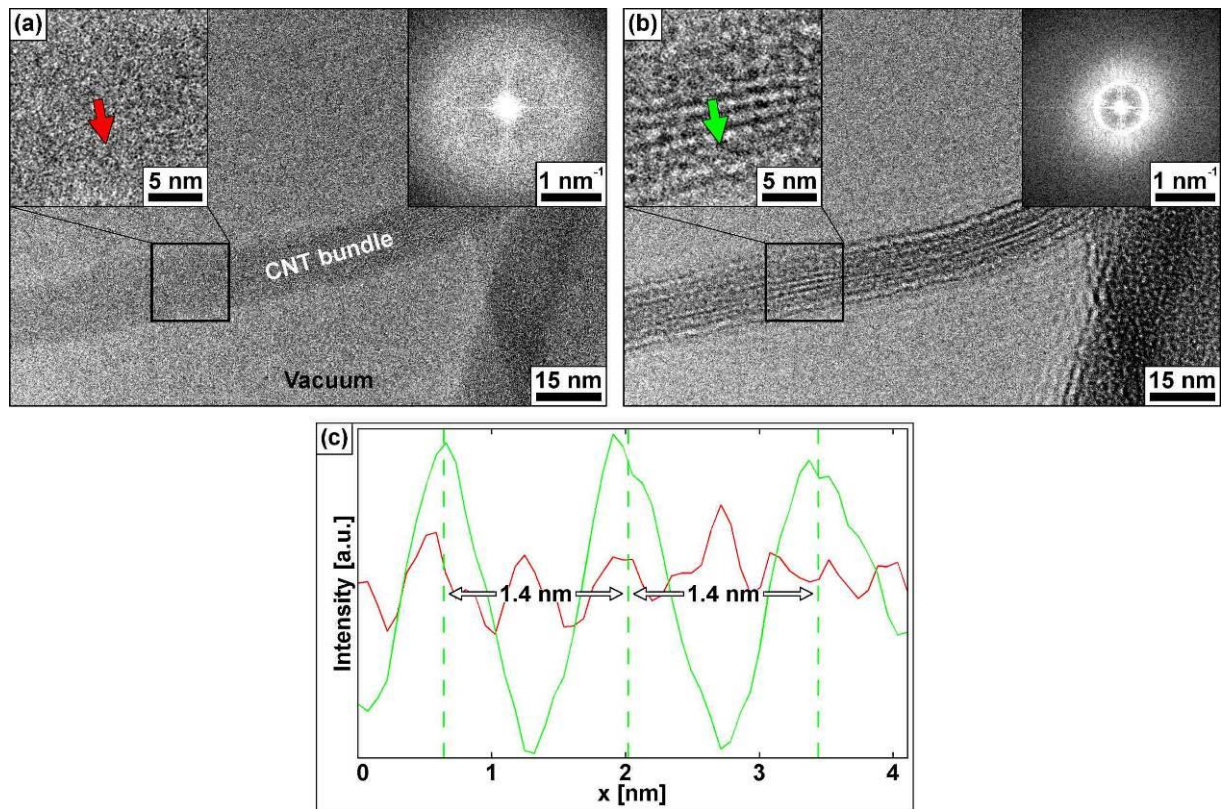 (a)
5 nm
1 nm⁻¹
CNT bundle
Vacuum
15 nm
(b)
5 nm
1 nm⁻¹
15 nm
(c)
Intensity [a.u.]
1.4 nm
1.4 nm
0 1 2 3 4
x [nm]